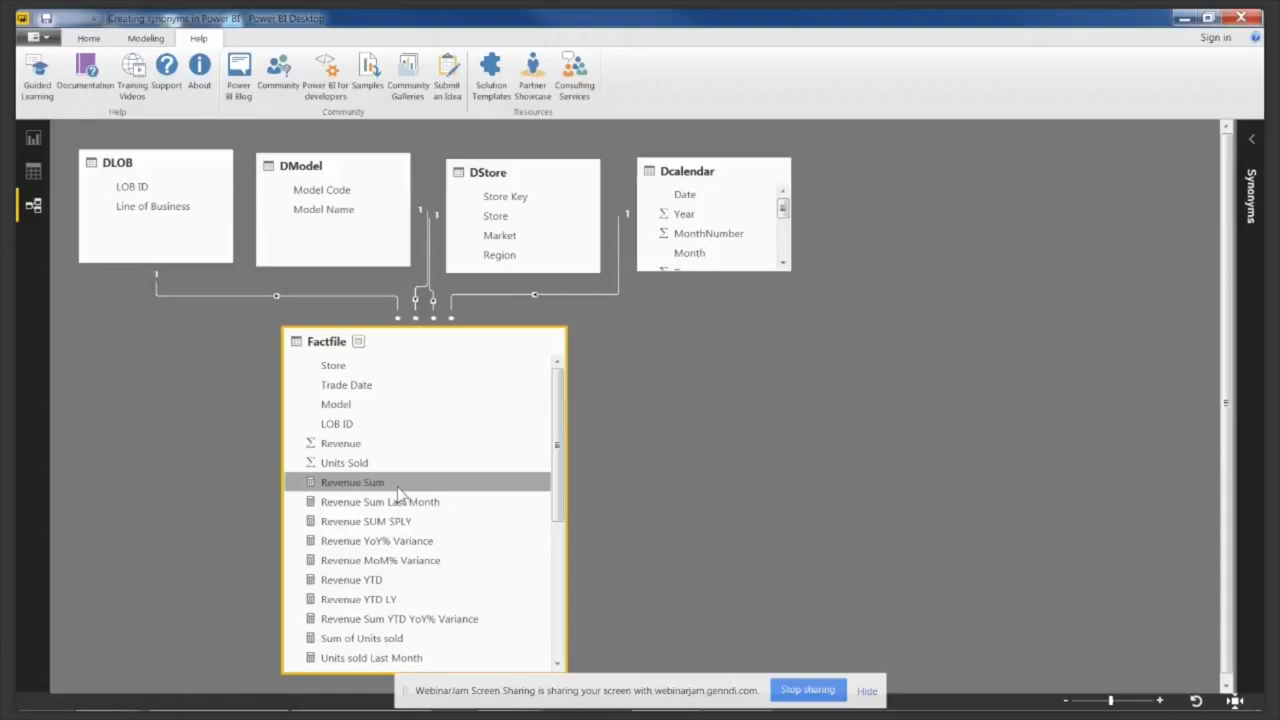 Creating synonyms in Power BI - Power BI Desktop
Home Modeling Help Sign in
Guided Learning
Documentation
Training Videos
Support
About
Power BI Blog
Community
Power BI for developers
Samples
Community Galleries
Submit an Idea
Solution Templates
Partner Showcase
Consulting Services
Help Community Resources
DLOB
LOB ID
Line of Business
DModel
Model Code
Model Name
DStore
Store Key
Store
Market
Region
Dcalendar
Date
Σ Year
Σ MonthNumber
Month
Synonyms
1 1 1 1
* * * *
Factfile
Store
Trade Date
Model
LOB ID
Σ Revenue
Σ Units Sold
Revenue Sum
Revenue Sum Last Month
Revenue SUM SPLY
Revenue YoY% Variance
Revenue MoM% Variance
Revenue YTD
Revenue YTD LY
Revenue Sum YTD YoY% Variance
Sum of Units sold
Units sold Last Month
WebinarJam Screen Sharing is sharing your screen with webinarjam.genndi.com. Stop sharing Hide